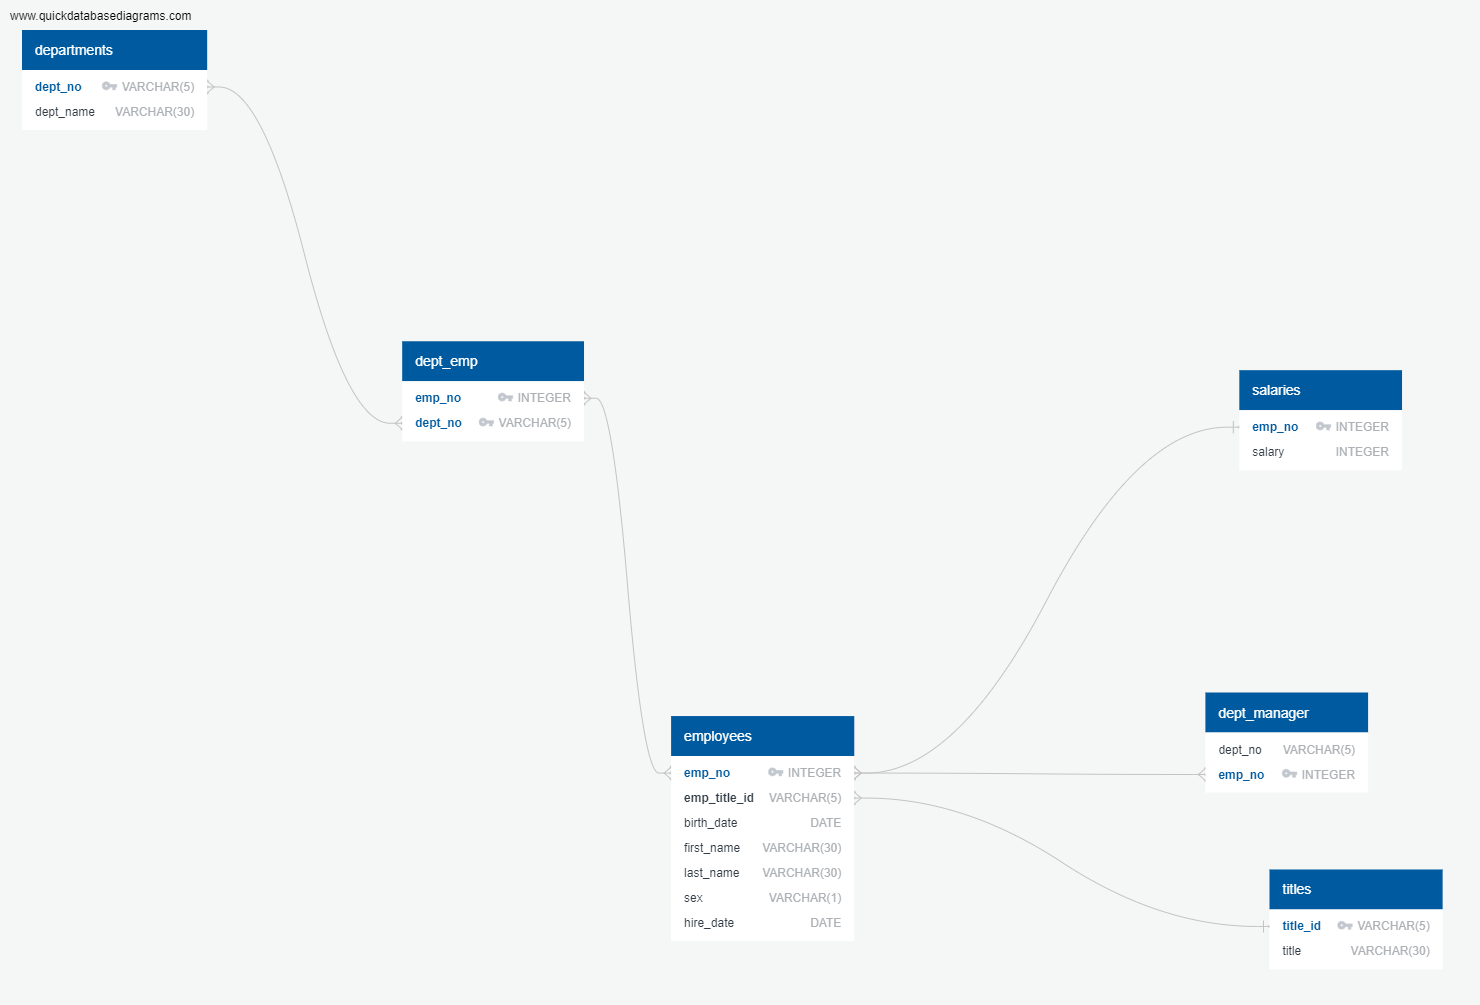 www.quickdatabasediagrams.com
departments
dept_no VARCHAR(5)
dept_name VARCHAR(30)
dept_emp
emp_no INTEGER
dept_no VARCHAR(5)
salaries
emp_no INTEGER
salary INTEGER
employees
emp_no INTEGER
emp_title_id VARCHAR(5)
birth_date DATE
first_name VARCHAR(30)
last_name VARCHAR(30)
sex VARCHAR(1)
hire_date DATE
dept_manager
dept_no VARCHAR(5)
emp_no INTEGER
titles
title_id VARCHAR(5)
title VARCHAR(30)